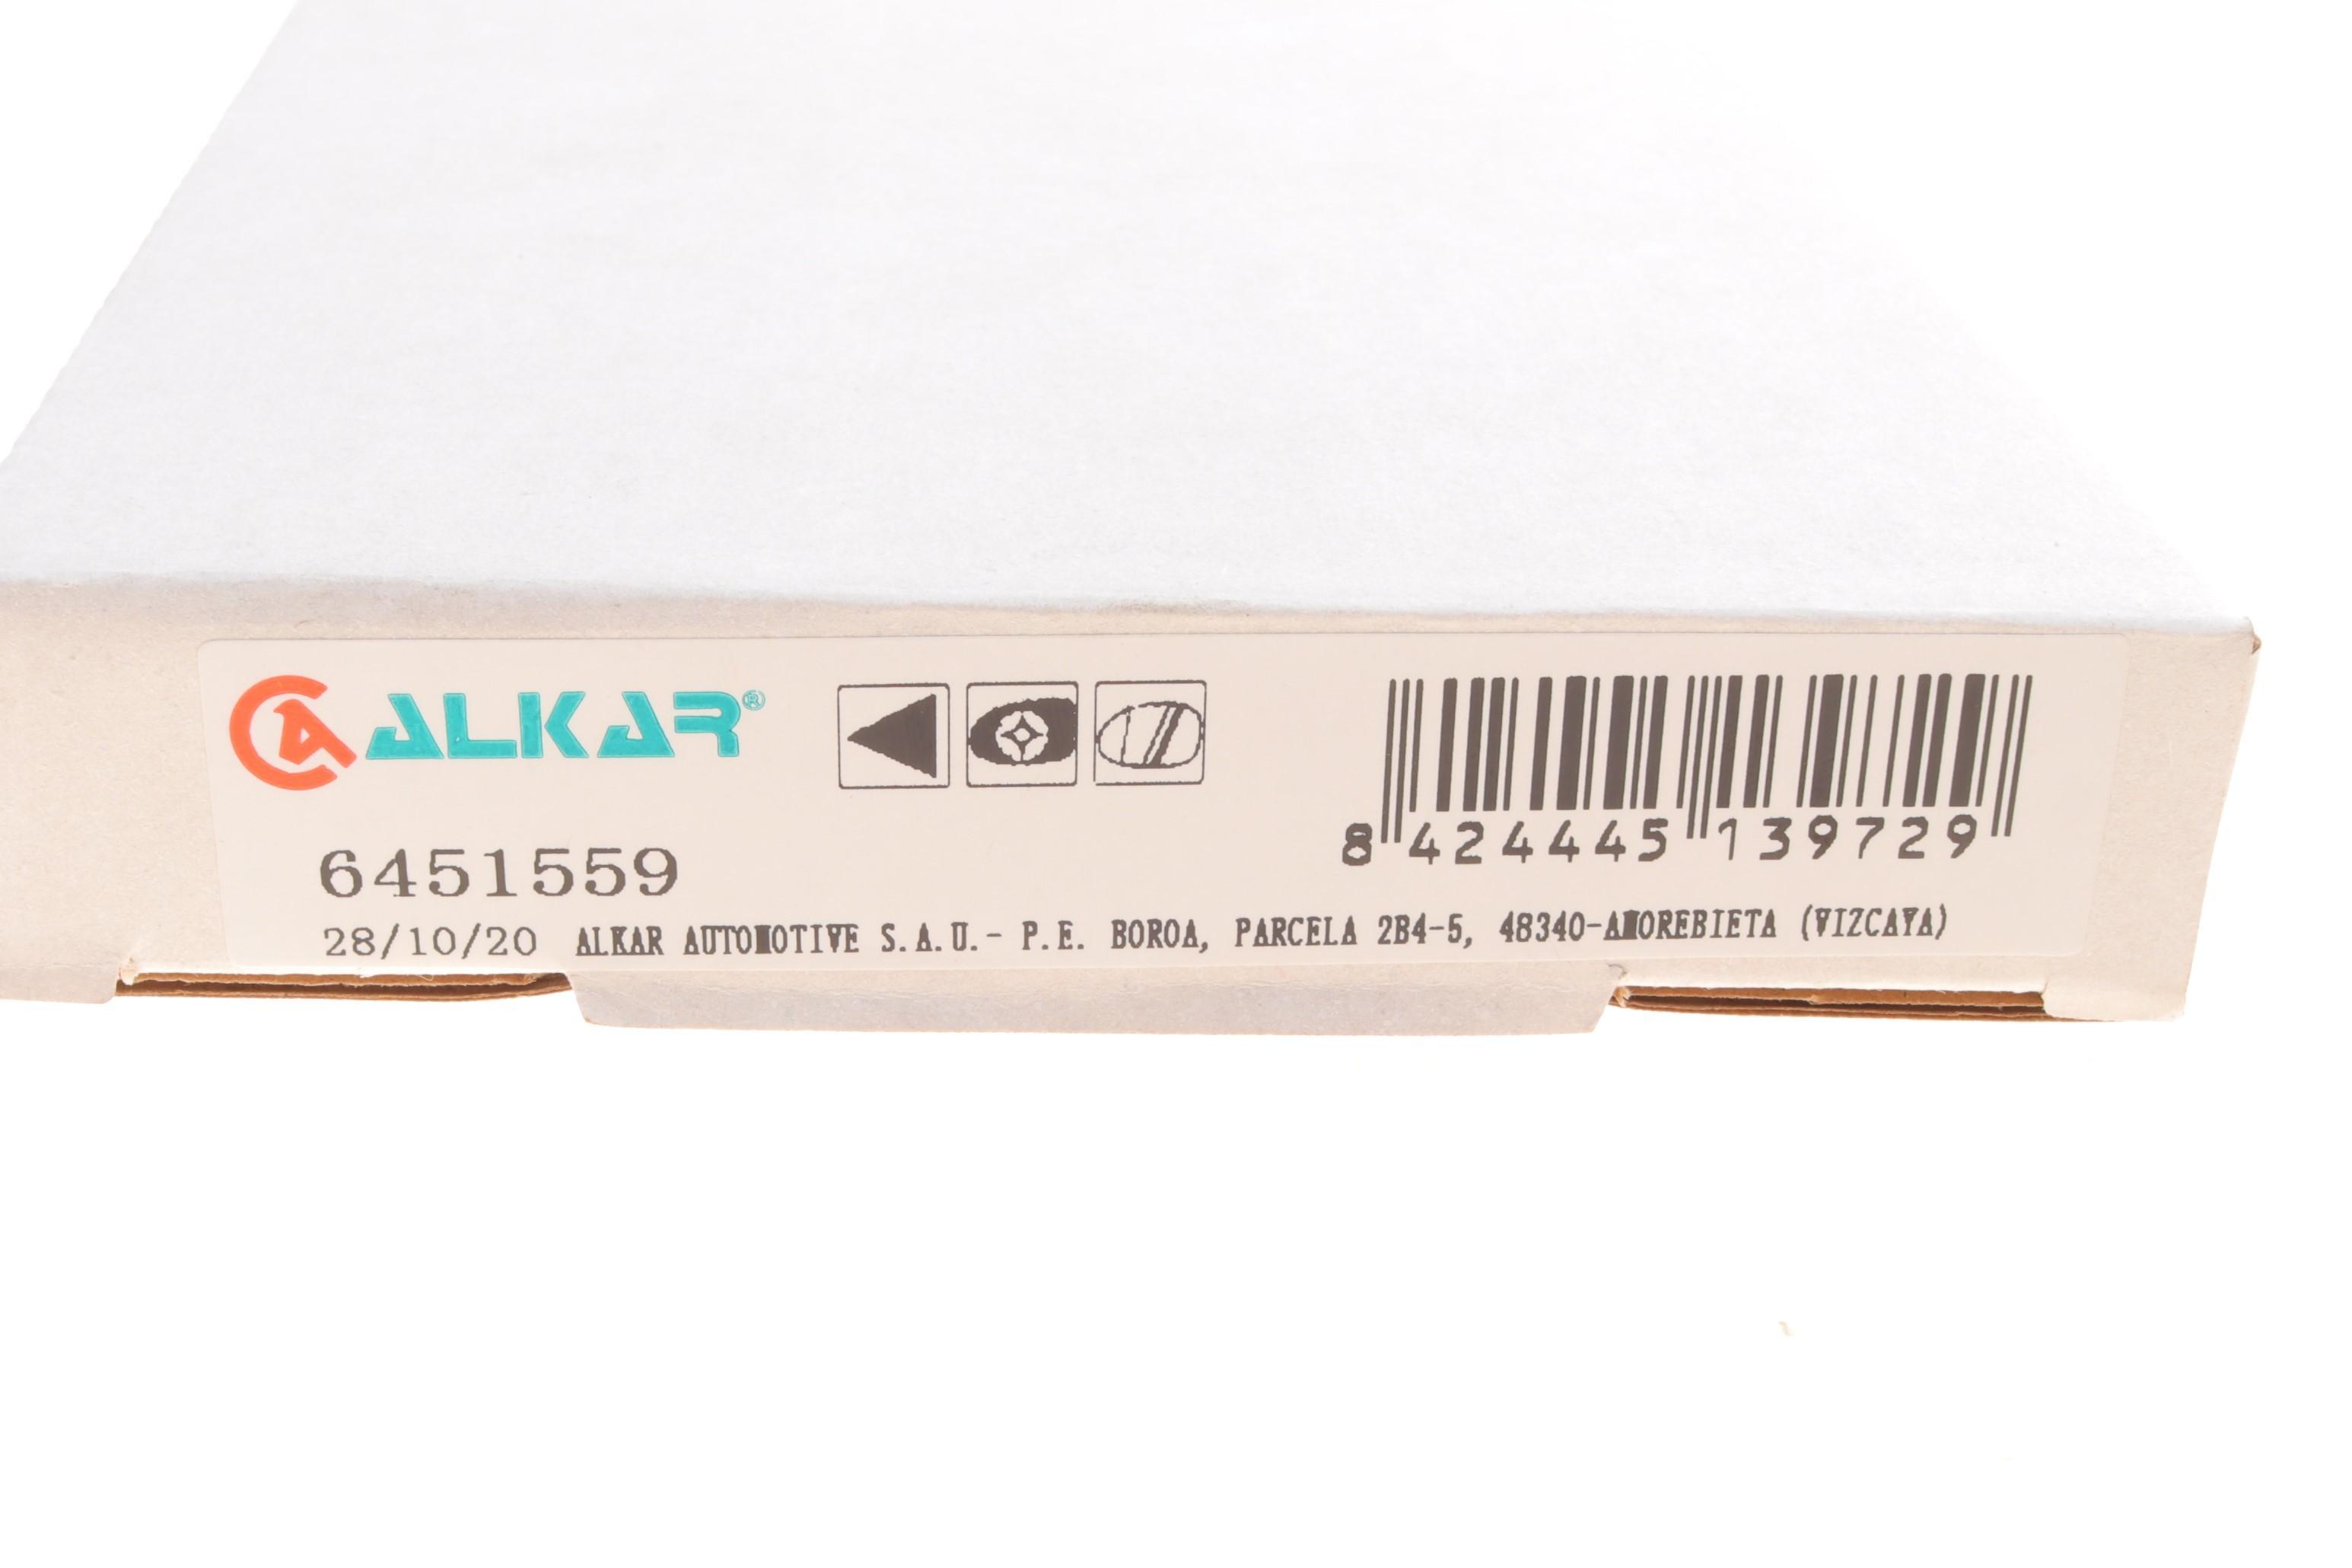 ALKAR®
8 424445 139729
6451559
28/10/20 ALKAR AUTOMOTIVE S.A.U.- P.E. BOROA, PARCELA 2B4-5, 48340-AMOREBIETA (VIZCAYA)